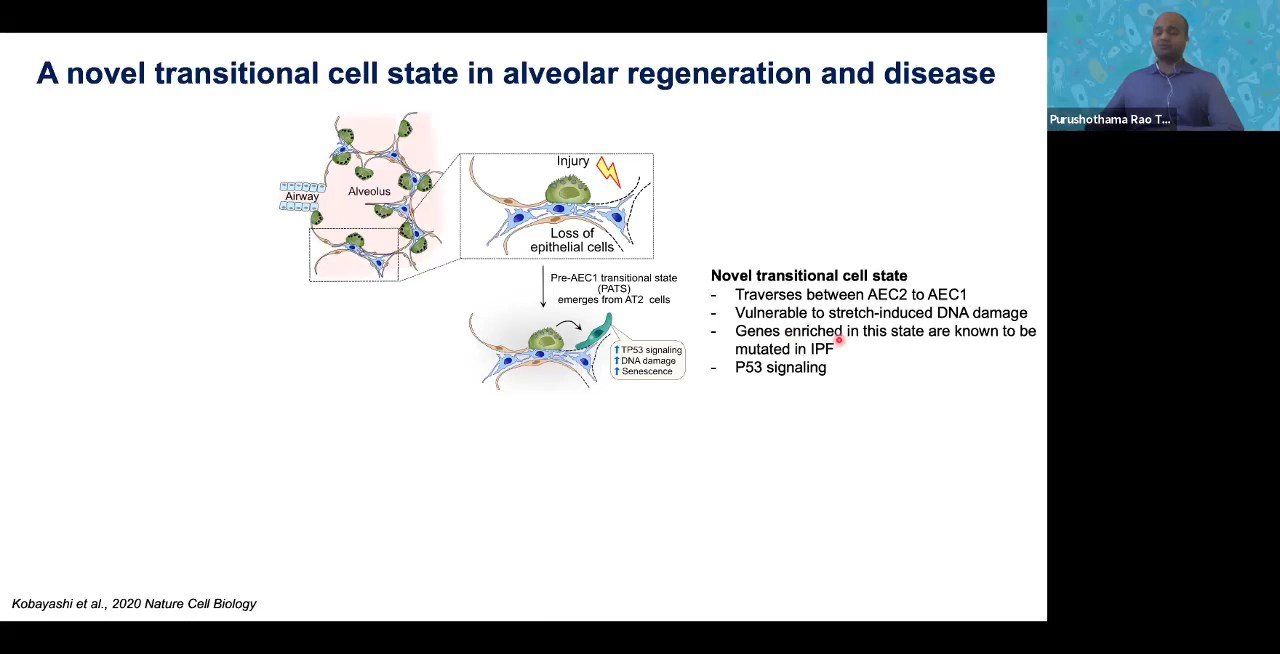 A novel transitional cell state in alveolar regeneration and disease
Purushothama Rao T...
Airway
Alveolus
Injury
Loss of
epithelial cells
Pre-AEC1 transitional state
(PATS)
emerges from AT2 cells
↑TP53 signaling
↑DNA damage
↑Senescence
Novel transitional cell state
- Traverses between AEC2 to AEC1
- Vulnerable to stretch-induced DNA damage
- Genes enriched in this state are known to be
mutated in IPF
- P53 signaling
Kobayashi et al., 2020 Nature Cell Biology